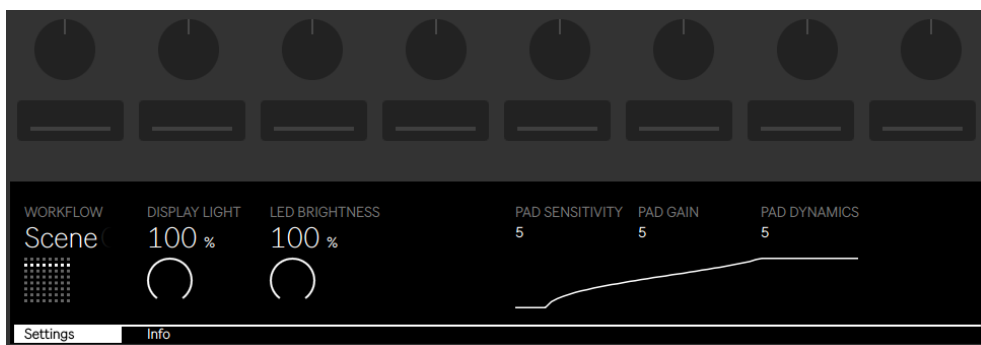 WORKFLOW DISPLAY LIGHT LED BRIGHTNESS PAD SENSITIVITY PAD GAIN PAD DYNAMICS
Scene 100 % 100 % 5 5 5
Settings Info